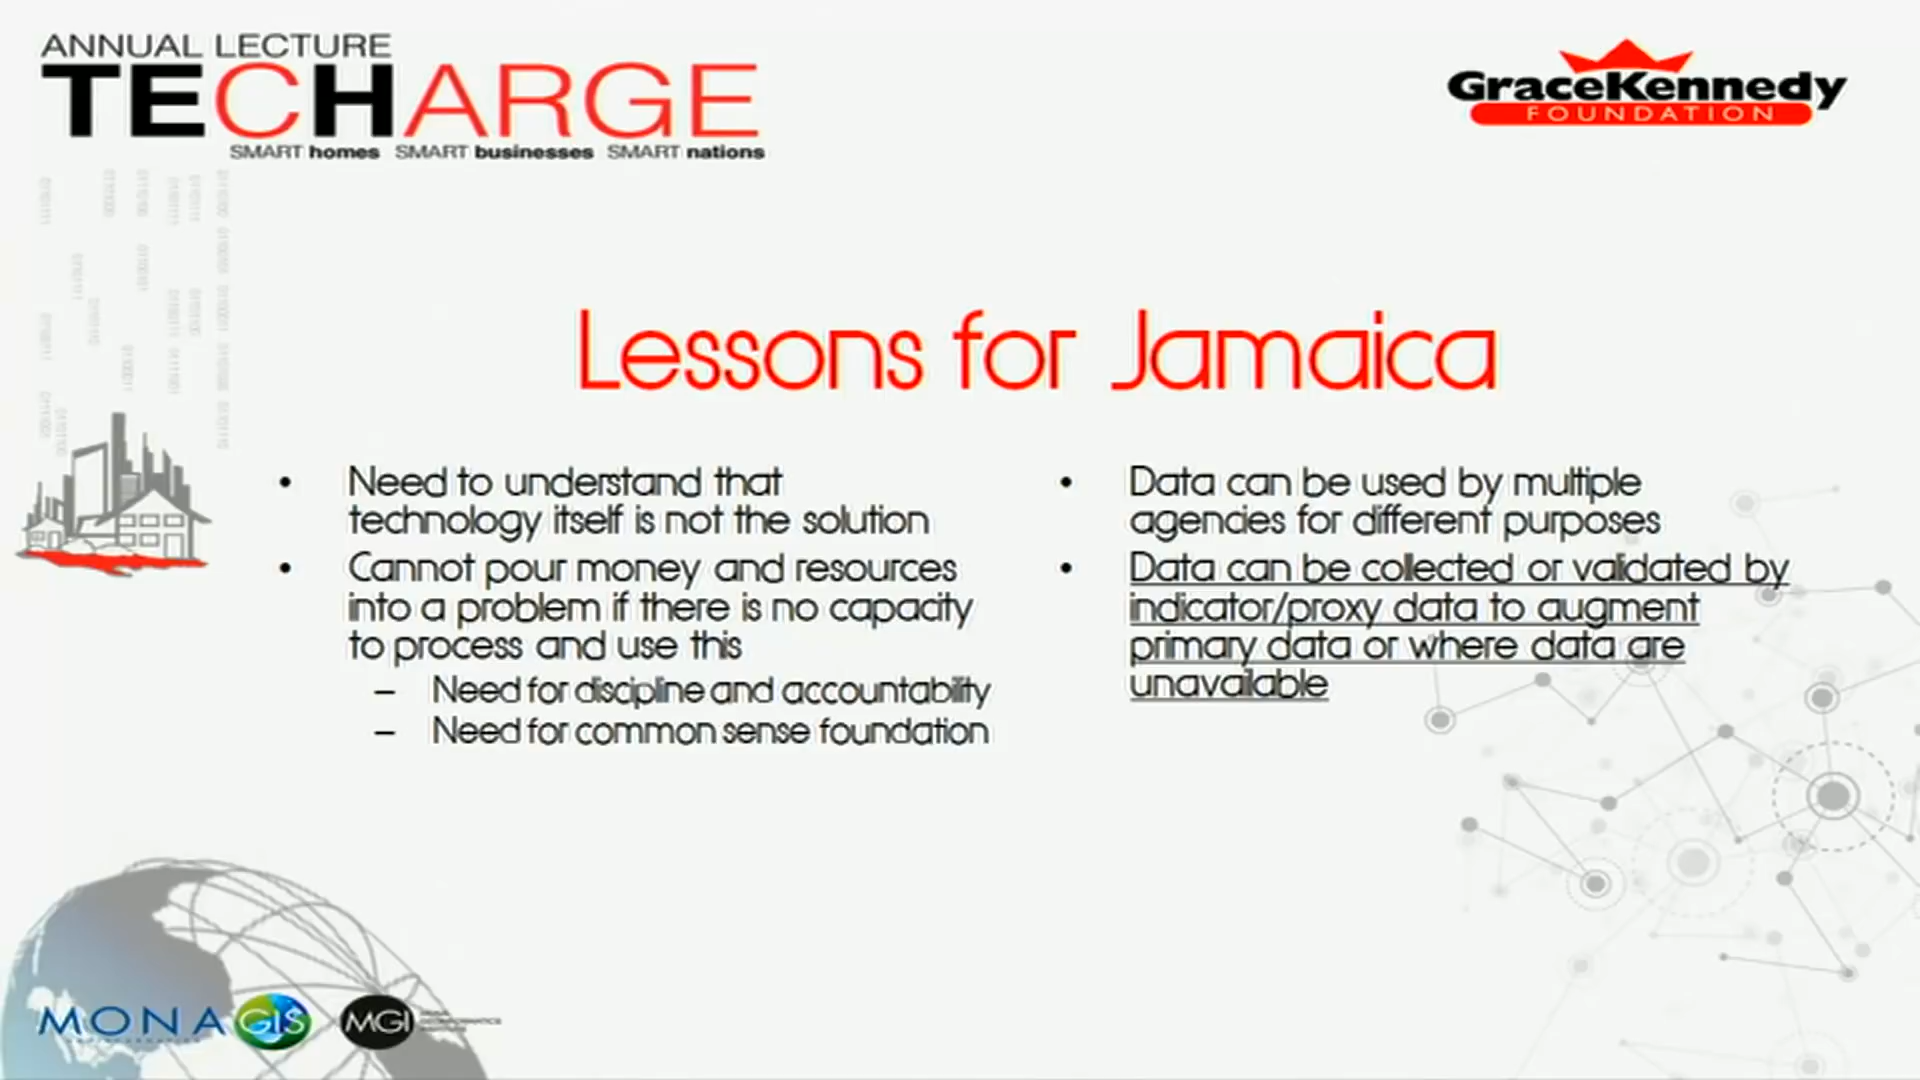 ANNUAL LECTURE
TECHARGE
SMART homes SMART businesses SMART nations
GraceKennedy
FOUNDATION
Lessons for Jamaica
• Need to understand that
technology itself is not the solution
• Cannot pour money and resources
into a problem if there is no capacity
to process and use this
– Need for discipline and accountability
– Need for common sense foundation
• Data can be used by multiple
agencies for different purposes
• Data can be collected or validated by
indicator/proxy data to augment
primary data or where data are
unavailable
MONA GIS
MGI